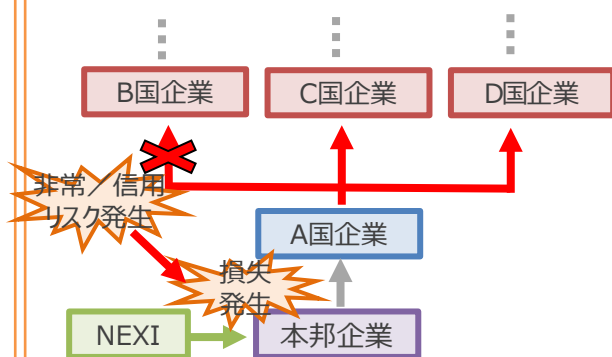 B国企業
C国企業
D国企業
非常／信用
リスク発生
A国企業
損失
発生
NEXI
本邦企業